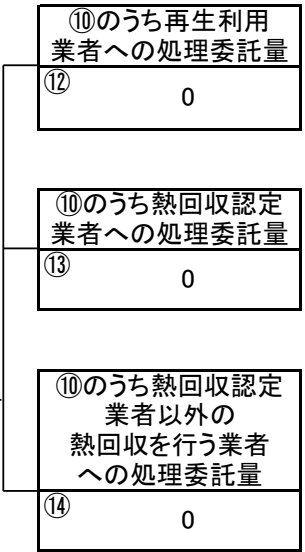 ⑩のうち再生利用
業者への処理委託量
⑫
0
⑩のうち熱回収認定
業者への処理委託量
⑬
0
⑩のうち熱回収認定
業者以外の
熱回収を行う業者
への処理委託量
⑭
0